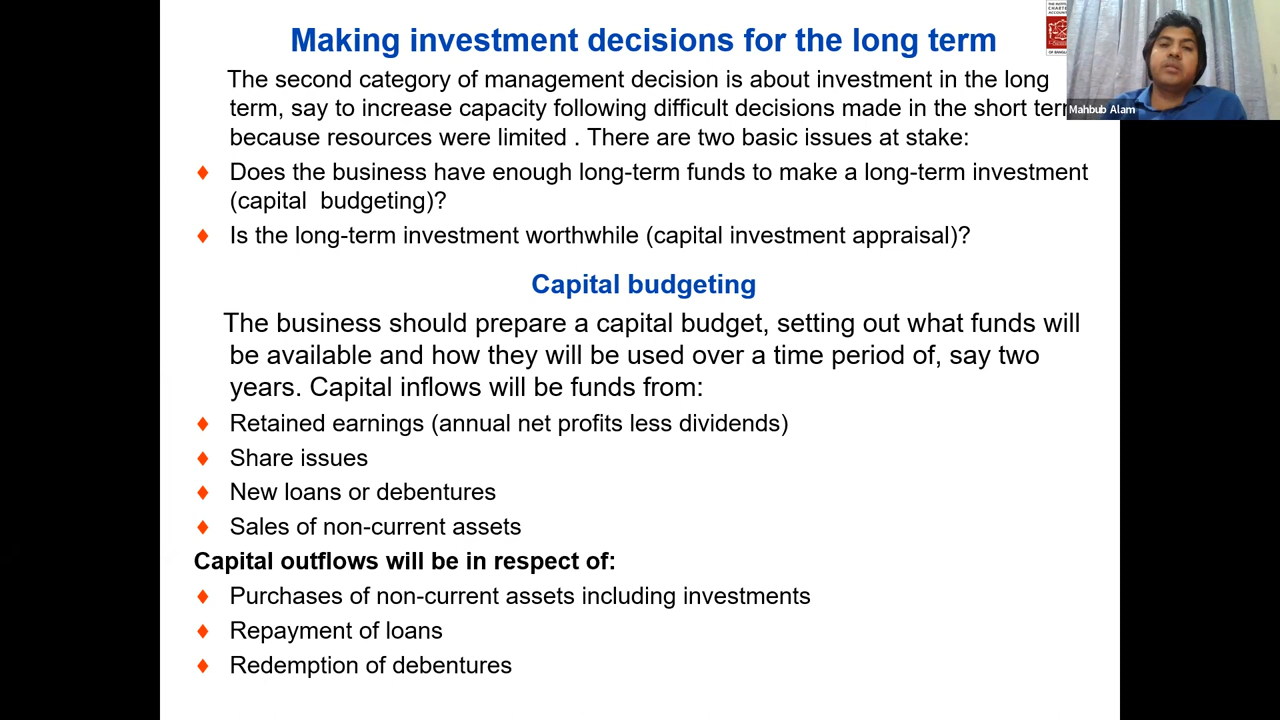 Making investment decisions for the long term
The second category of management decision is about investment in the long
term, say to increase capacity following difficult decisions made in the short
because resources were limited . There are two basic issues at stake:
Does the business have enough long-term funds to make a long-term investment
(capital budgeting)?
Is the long-term investment worthwhile (capital investment appraisal)?
Capital budgeting
The business should prepare a capital budget, setting out what funds will
be available and how they will be used over a time period of, say two
years. Capital inflows will be funds from:
Retained earnings (annual net profits less dividends)
Share issues
New loans or debentures
Sales of non-current assets
Capital outflows will be in respect of:
Purchases of non-current assets including investments
Repayment of loans
Redemption of debentures
Mahbub Alam